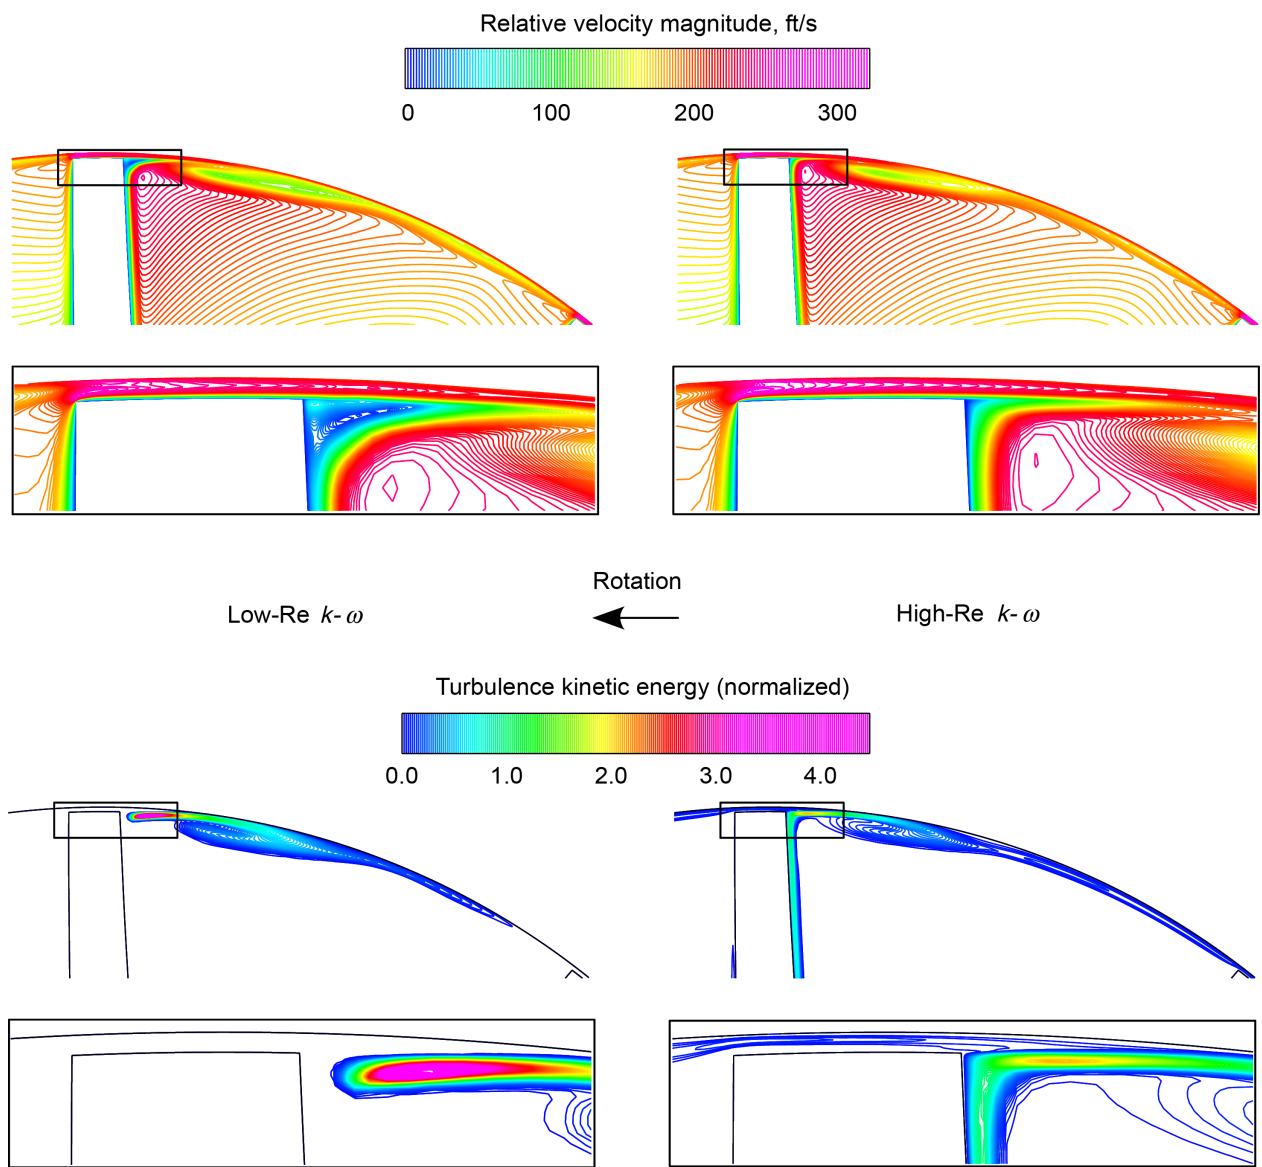 Relative velocity magnitude, ft/s
0 100 200 300
Rotation
Low-Re k-ω High-Re k-ω
Turbulence kinetic energy (normalized)
0.0 1.0 2.0 3.0 4.0